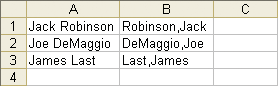 A B C
1 Jack Robinson Robinson,Jack
2 Joe DeMaggio DeMaggio,Joe
3 James Last Last,James
4